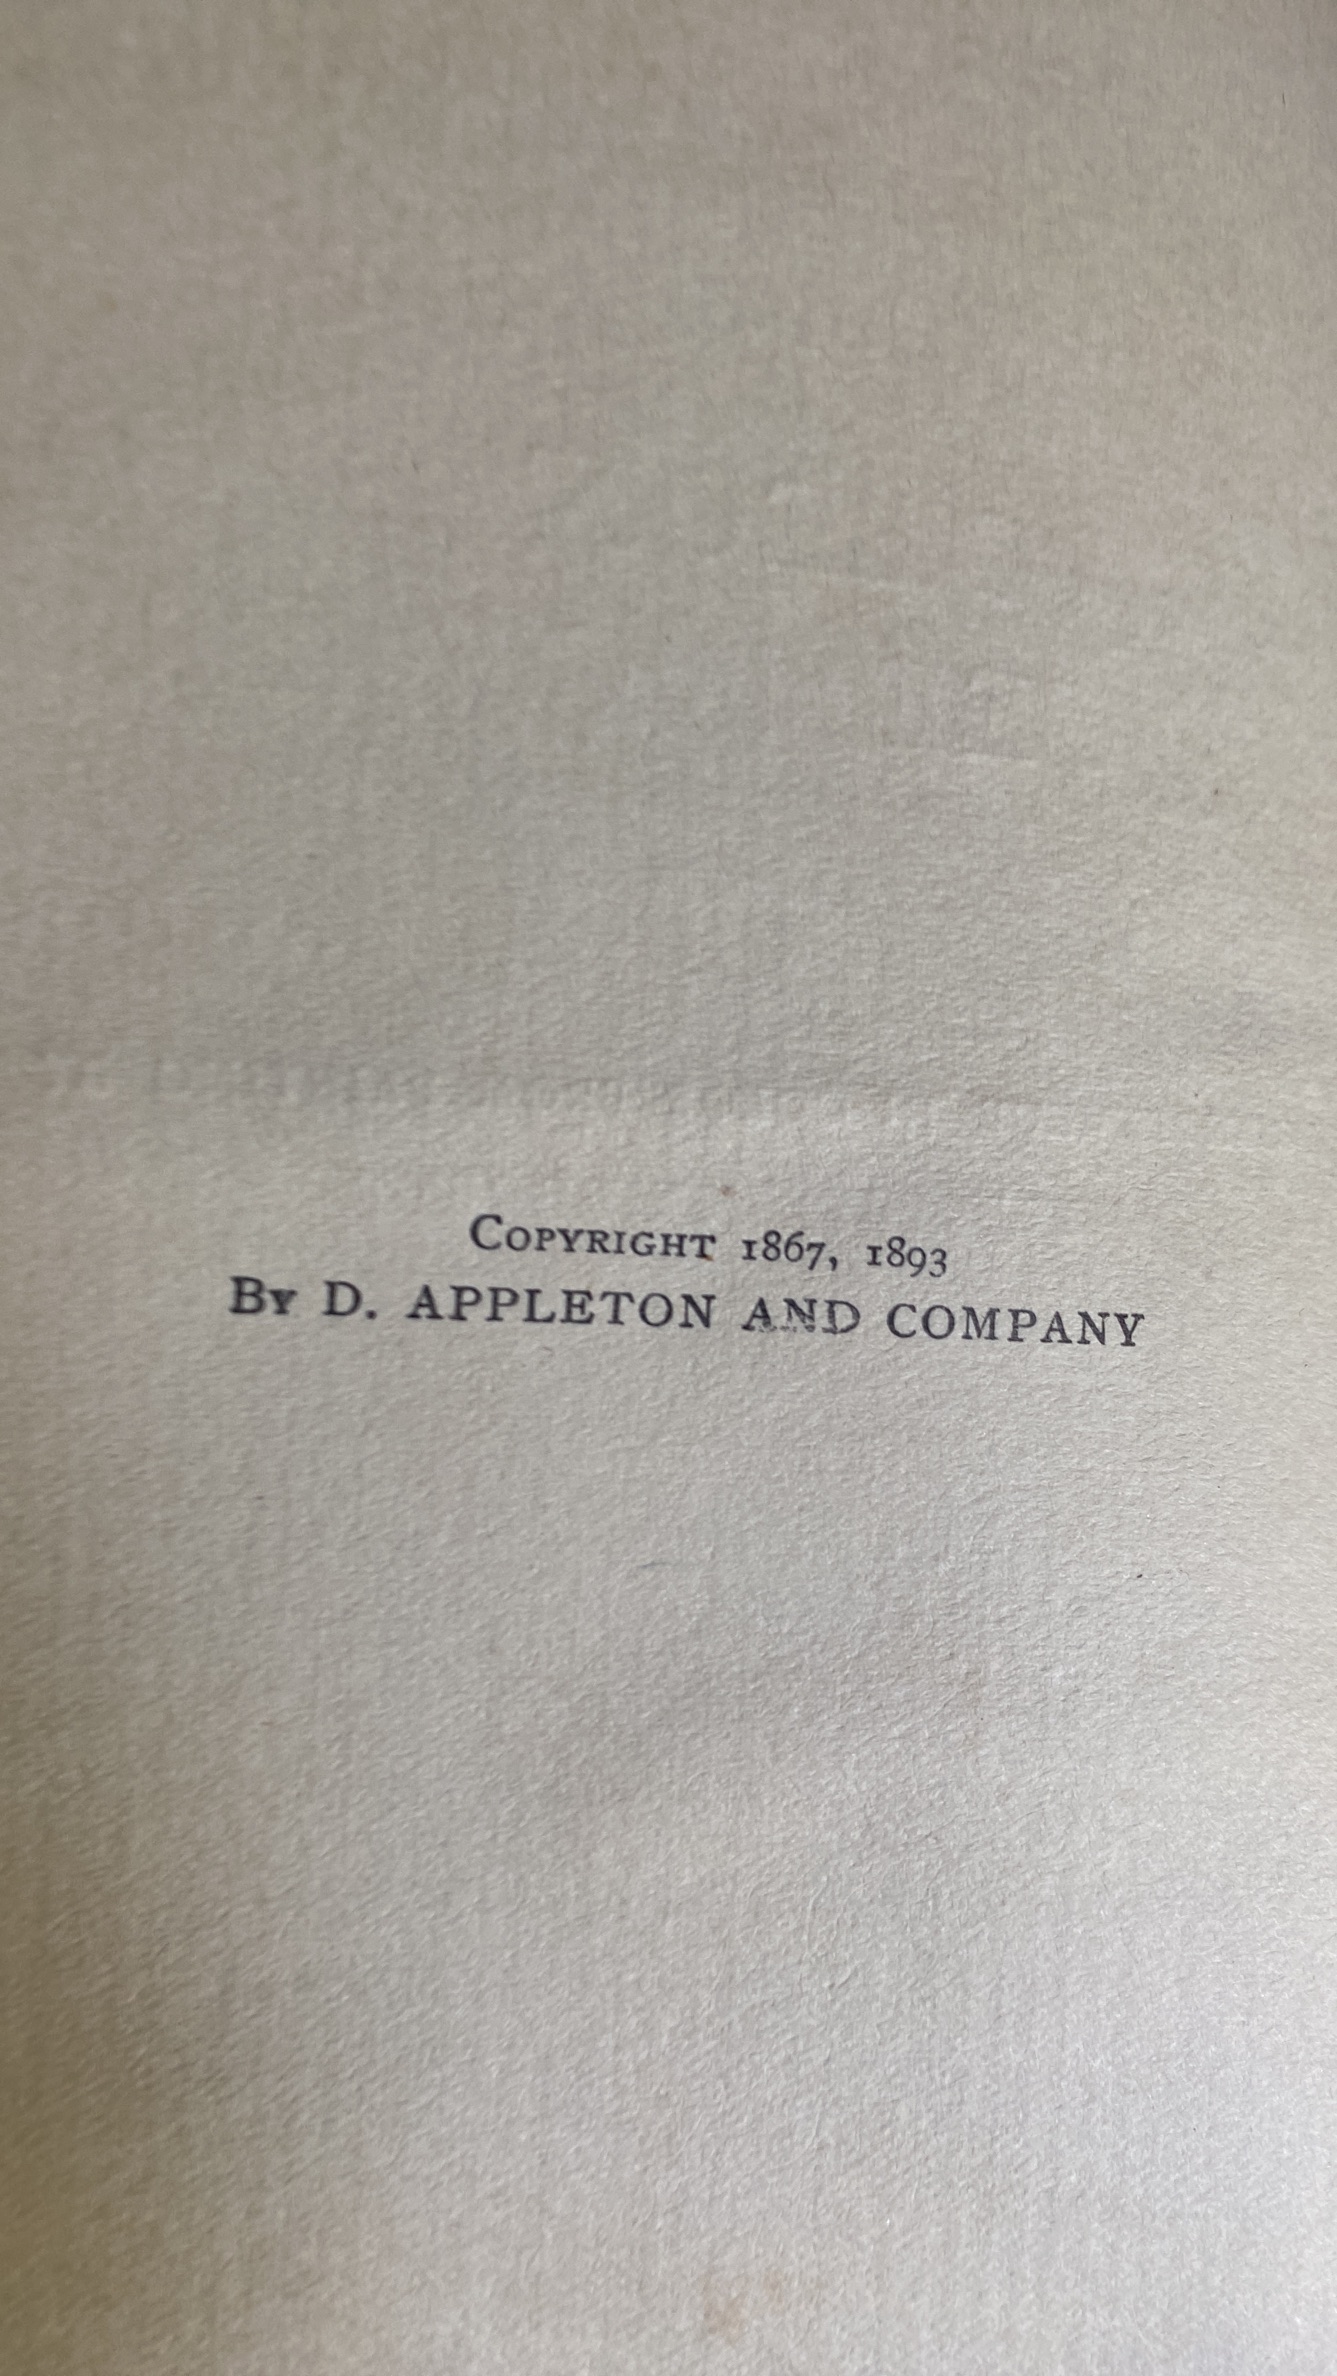 Copyright 1867, 1893
By D. APPLETON AND COMPANY